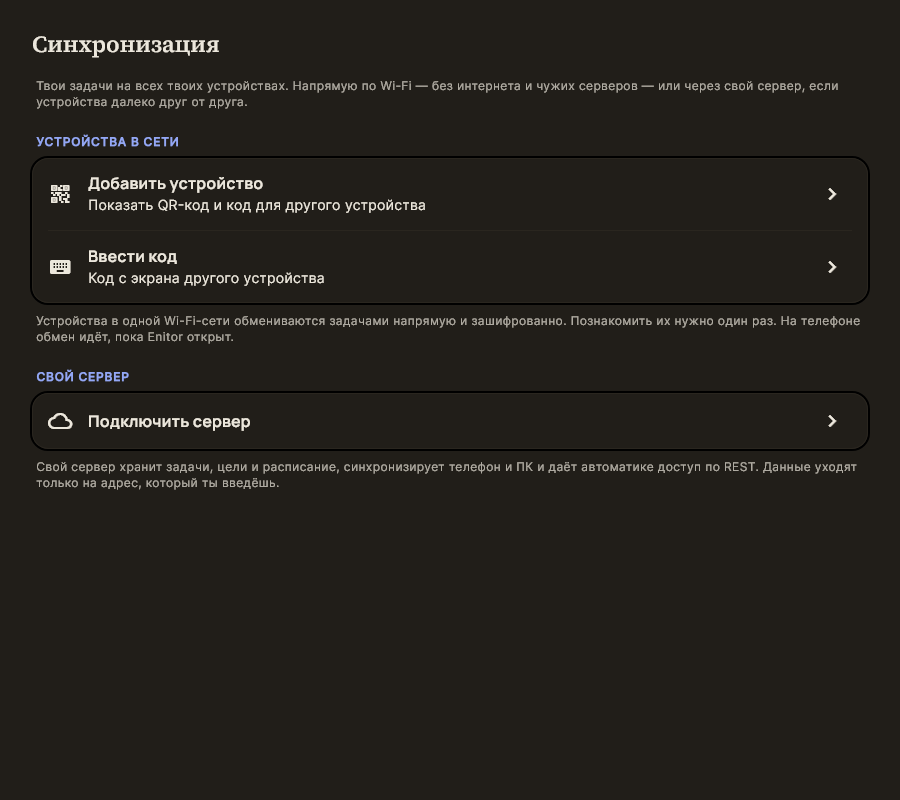 Синхронизация
Твои задачи на всех твоих устройствах. Напрямую по Wi-Fi — без интернета и чужих серверов — или через свой сервер, если
устройства далеко друг от друга.
УСТРОЙСТВА В СЕТИ
Добавить устройство
Показать QR-код и код для другого устройства
Ввести код
Код с экрана другого устройства
Устройства в одной Wi-Fi-сети обмениваются задачами напрямую и зашифрованно. Познакомить их нужно один раз. На телефоне
обмен идёт, пока Enitor открыт.
СВОЙ СЕРВЕР
Подключить сервер
Свой сервер хранит задачи, цели и расписание, синхронизирует телефон и ПК и даёт автоматике доступ по REST. Данные уходят
только на адрес, который ты введёшь.